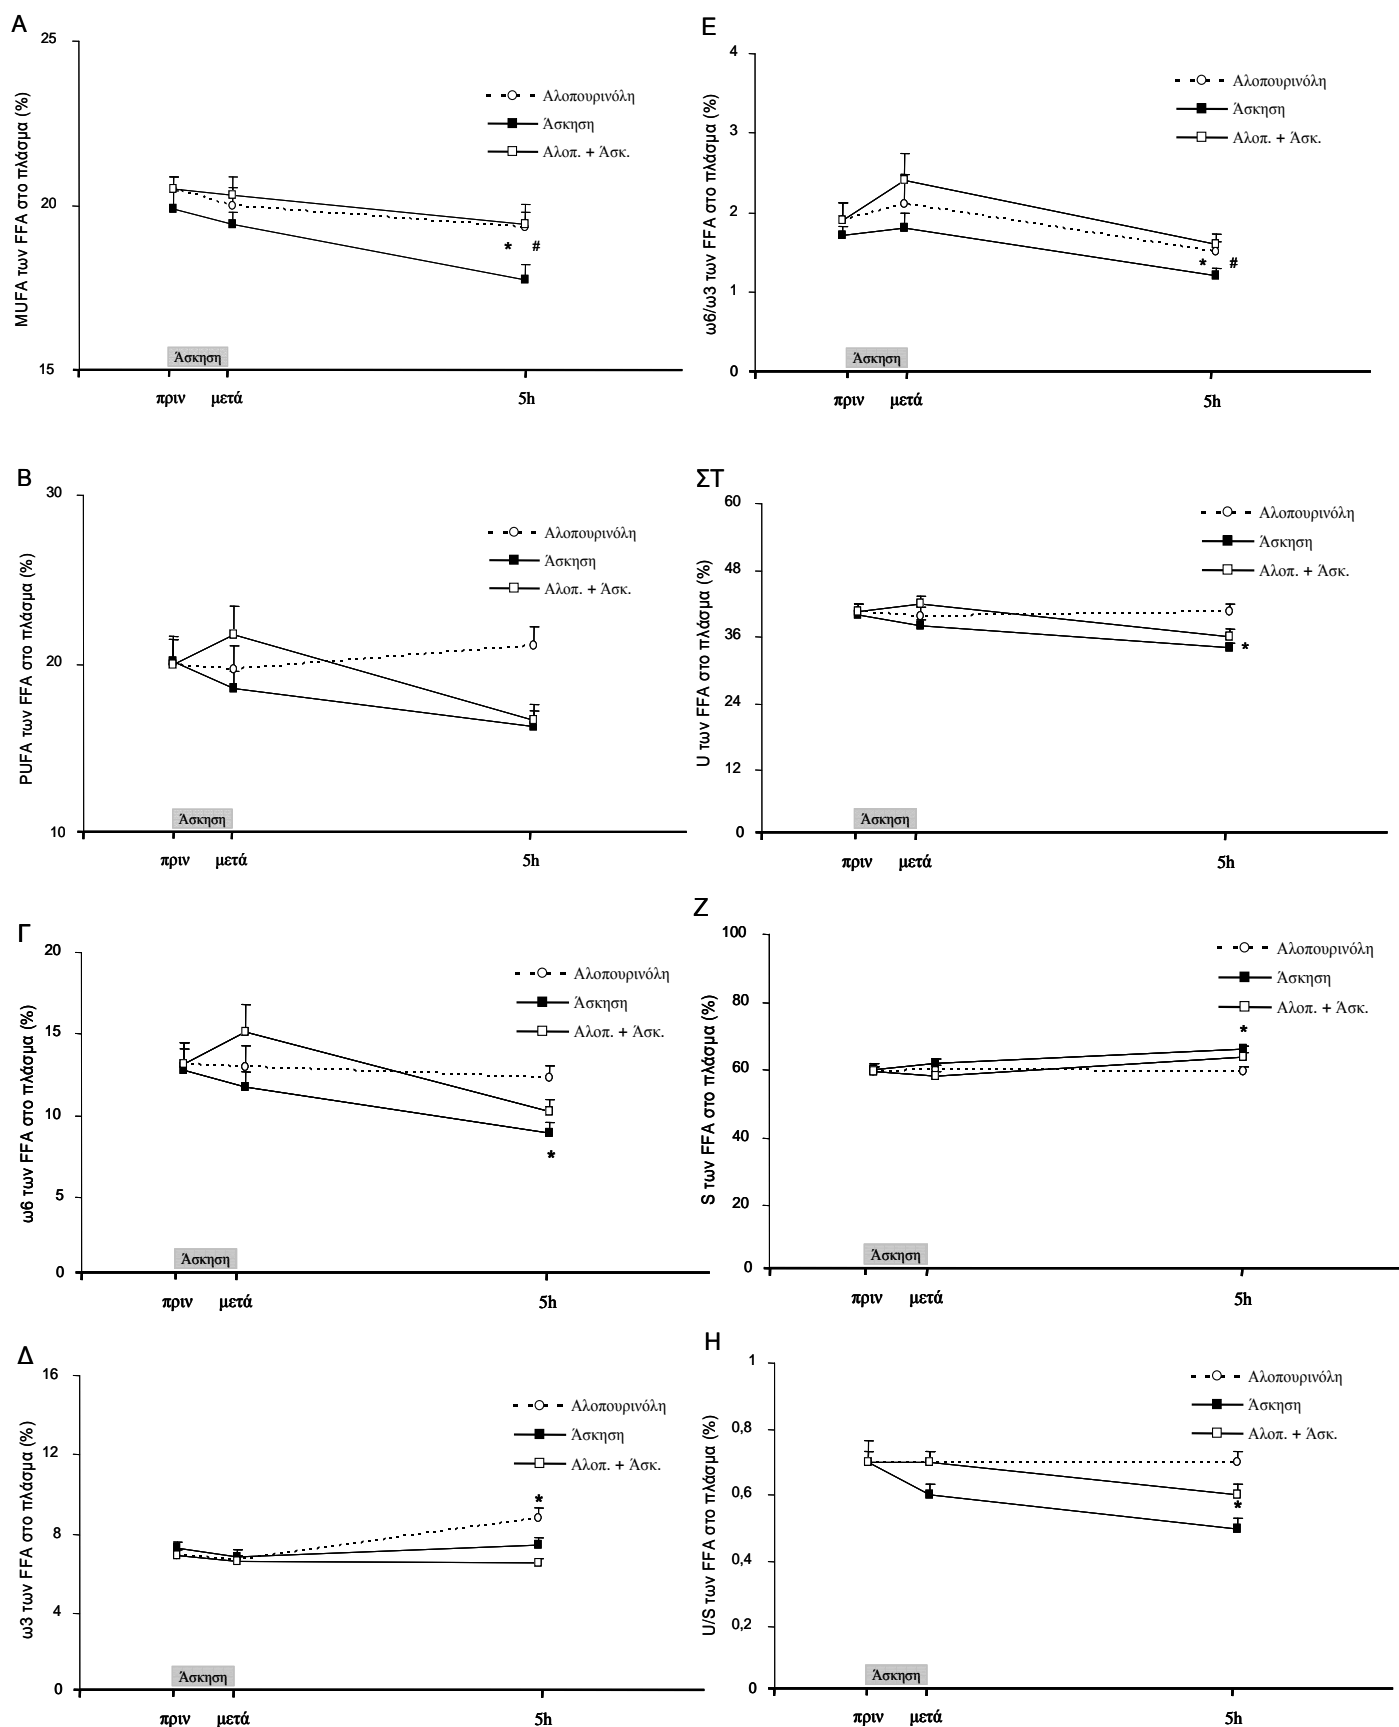 A
MUFA των FFA στο πλάσμα (%)
25
20
15
Αλοπουρινόλη
Άσκηση
Αλοπ. + Άσκ.
* #
Άσκηση
πριν μετά 5h
E
ω6/ω3 των FFA στο πλάσμα (%)
4
3
2
1
0
Αλοπουρινόλη
Άσκηση
Αλοπ. + Άσκ.
* #
Άσκηση
πριν μετά 5h
B
PUFA των FFA στο πλάσμα (%)
30
20
10
Αλοπουρινόλη
Άσκηση
Αλοπ. + Άσκ.
Άσκηση
πριν μετά 5h
ΣΤ
U των FFA στο πλάσμα (%)
60
48
36
24
12
0
Αλοπουρινόλη
Άσκηση
Αλοπ. + Άσκ.
*
Άσκηση
πριν μετά 5h
Γ
ω6 των FFA στο πλάσμα (%)
20
15
10
5
0
Αλοπουρινόλη
Άσκηση
Αλοπ. + Άσκ.
*
Άσκηση
πριν μετά 5h
Z
S των FFA στο πλάσμα (%)
100
80
60
40
20
0
Αλοπουρινόλη
Άσκηση
Αλοπ. + Άσκ.
*
Άσκηση
πριν μετά 5h
Δ
ω3 των FFA στο πλάσμα (%)
16
12
8
4
0
Αλοπουρινόλη
Άσκηση
Αλοπ. + Άσκ.
*
Άσκηση
πριν μετά 5h
H
U/S των FFA στο πλάσμα (%)
1
0,8
0,6
0,4
0,2
0
Αλοπουρινόλη
Άσκηση
Αλοπ. + Άσκ.
*
Άσκηση
πριν μετά 5h